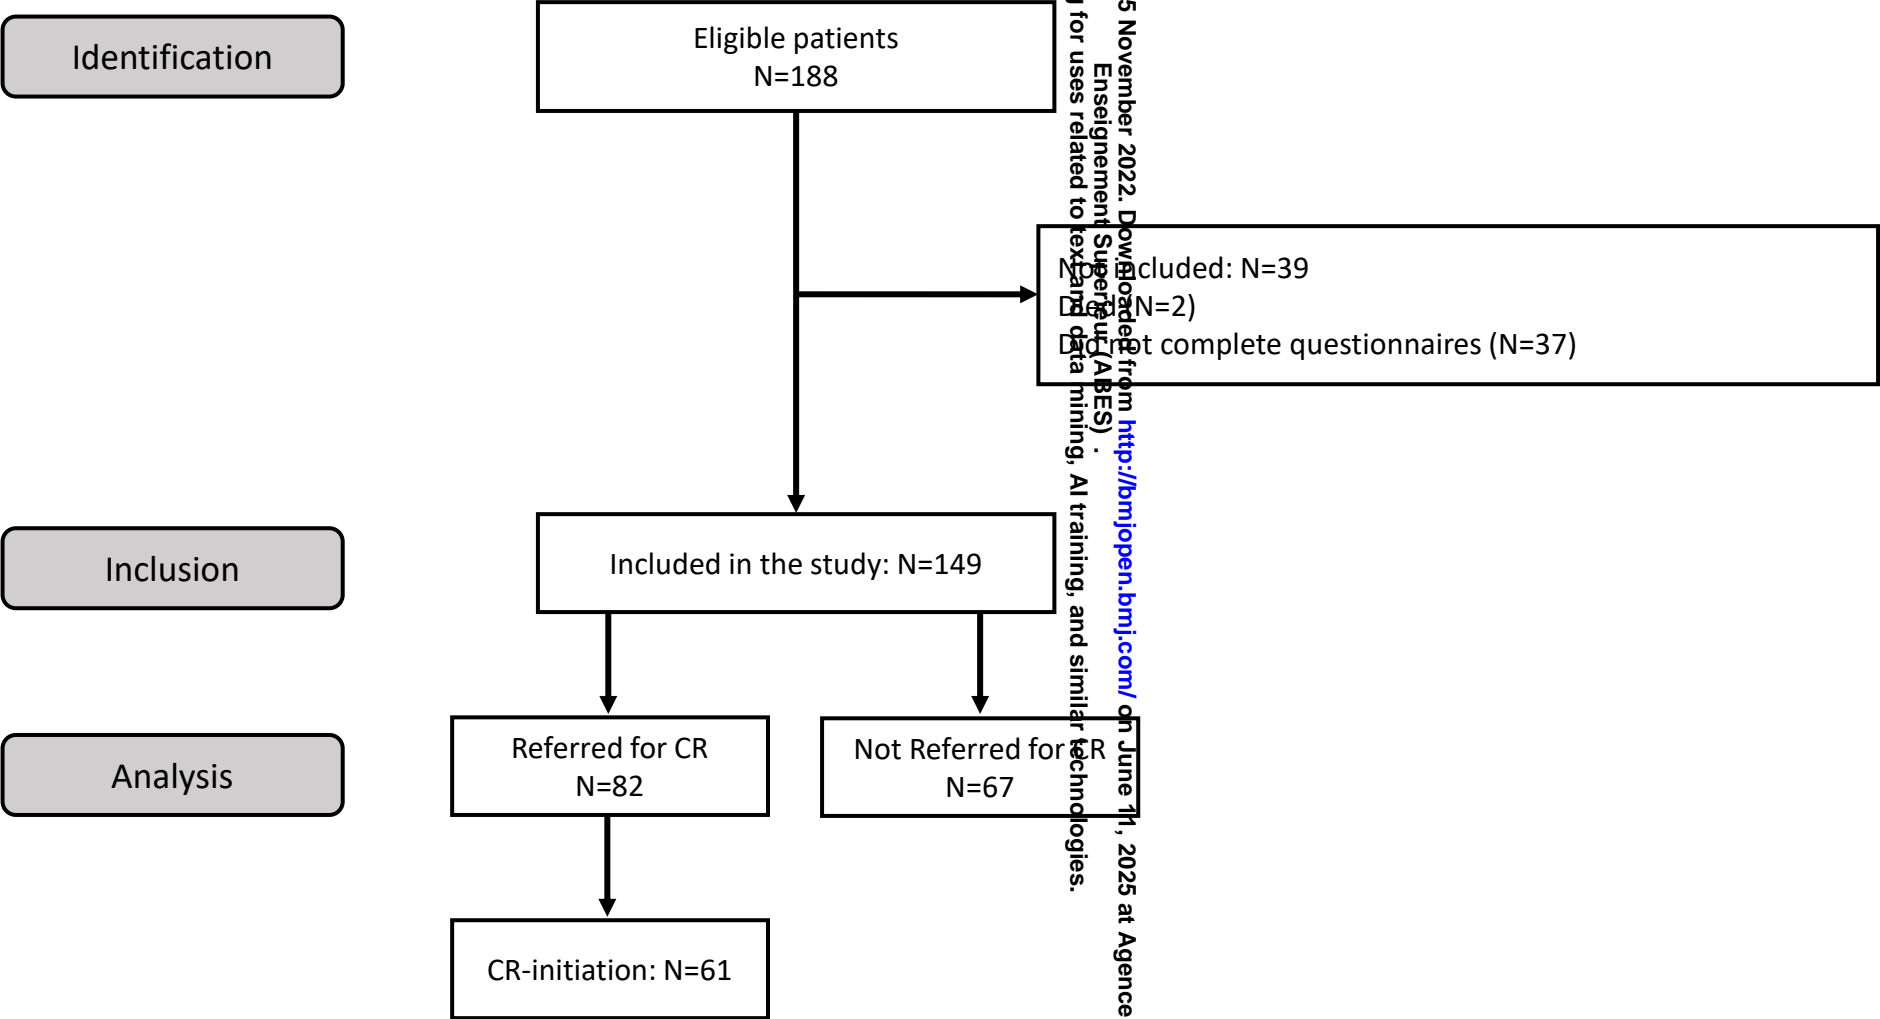 Identification
Eligible patients
N=188
Not included: N=39
Died (N=2)
Did not complete questionnaires (N=37)
Inclusion
Included in the study: N=149
Analysis
Referred for CR
N=82
Not Referred for CR
N=67
CR-initiation: N=61
5 November 2022. Downloaded from http://bmjopen.bmj.com/ on June 11, 2025 at Agence
Enseignement Superieur (ABES) .
for uses related to text and data mining, AI training, and similar technologies.